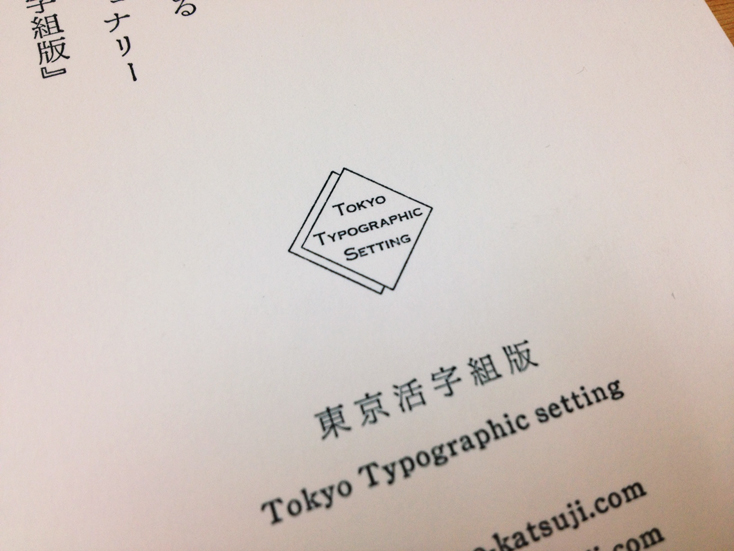 る
ナリー
字組版』
TOKYO
TYPOGRAPHIC
SETTING
東京活字組版
Tokyo Typographic setting
-katsuji.com
.com